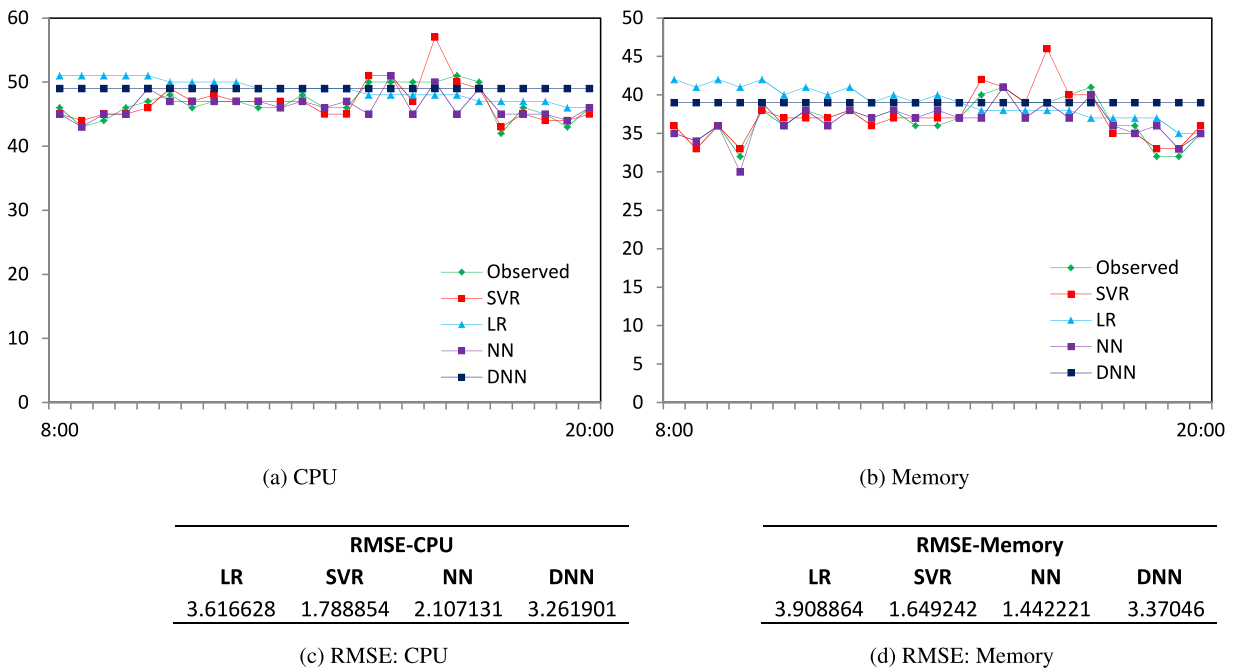 60
50
40
30
20
10
0
8:00
20:00
Observed
SVR
LR
NN
DNN
(a) CPU
50
45
40
35
30
25
20
15
10
5
0
8:00
20:00
Observed
SVR
LR
NN
DNN
(b) Memory
RMSE-CPU
LR SVR NN DNN
3.616628 1.788854 2.107131 3.261901
(c) RMSE: CPU
RMSE-Memory
LR SVR NN DNN
3.908864 1.649242 1.442221 3.37046
(d) RMSE: Memory